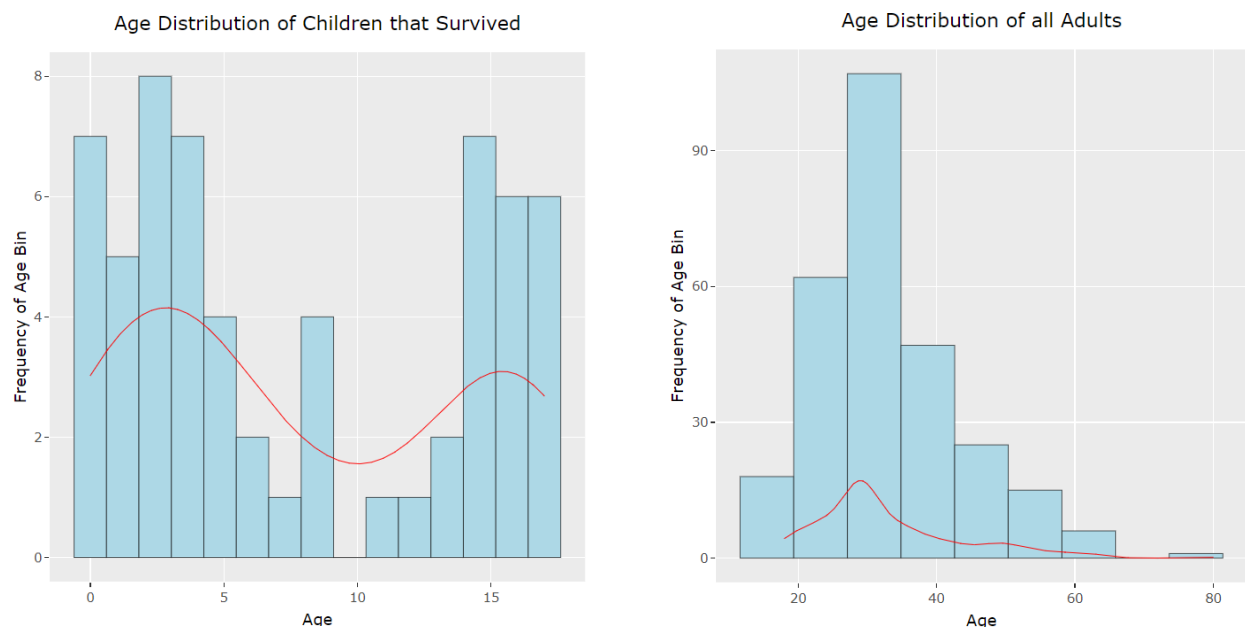 Age Distribution of Children that Survived
Frequency of Age Bin
8
6
4
2
0
0
5
10
15
Age
Age Distribution of all Adults
Frequency of Age Bin
90
60
30
0
20
40
60
80
Age